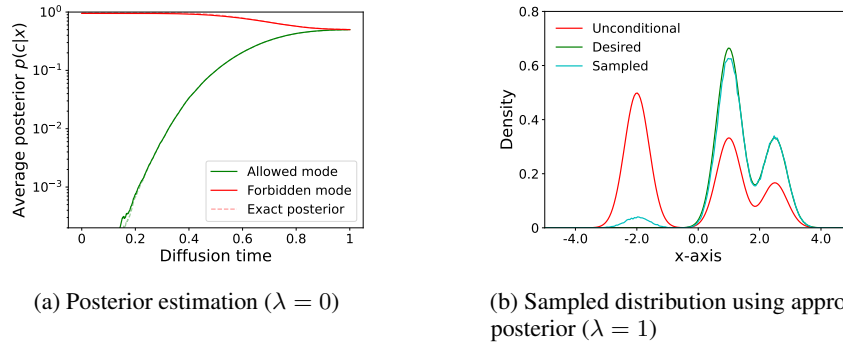 Average posterior p(c|x)
10⁰
10⁻¹
10⁻²
10⁻³
0 0.2 0.4 0.6 0.8 1
Diffusion time
Allowed mode
Forbidden mode
Exact posterior
(a) Posterior estimation (λ = 0)
Density
0.8
0.6
0.4
0.2
0
-4.0 -2.0 0.0 2.0 4.0
x-axis
Unconditional
Desired
Sampled
(b) Sampled distribution using appro
posterior (λ = 1)